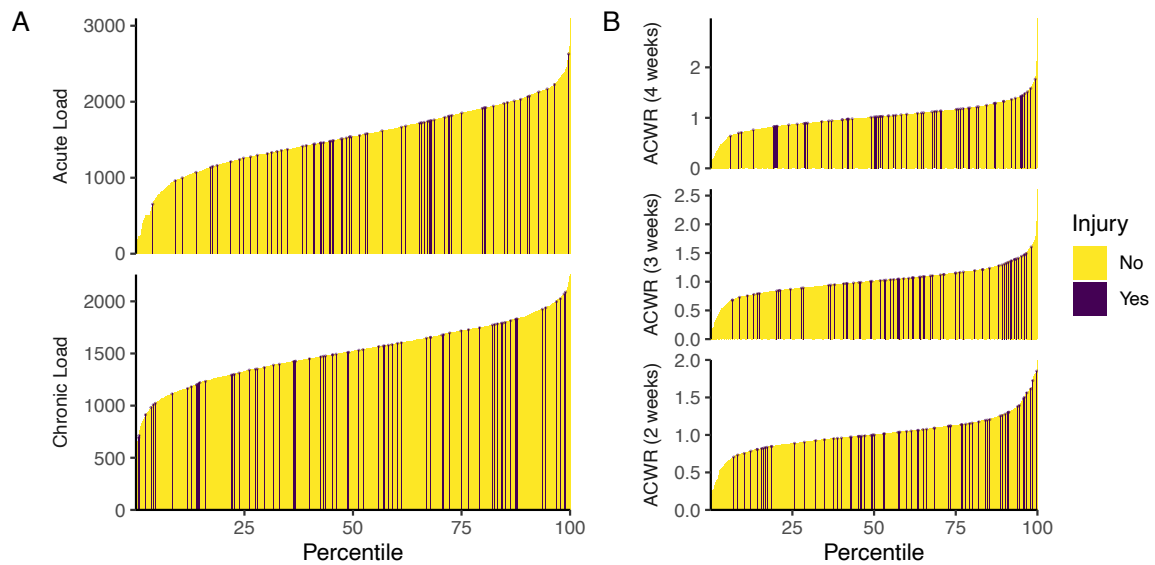 A
3000
2000
1000
0
Acute Load
2000
1500
1000
500
0
Chronic Load
25
50
75
100
Percentile
B
2
1
0
ACWR (4 weeks)
2.5
2.0
1.5
1.0
0.5
0.0
ACWR (3 weeks)
2.0
1.5
1.0
0.5
0.0
ACWR (2 weeks)
25
50
75
100
Percentile
Injury
No
Yes